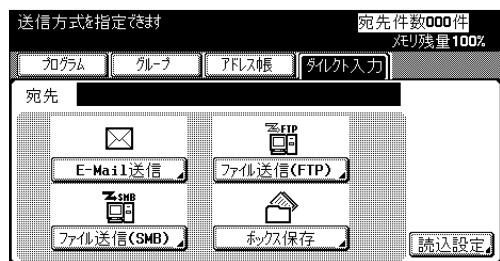 送信方式を指定できます
宛先件数000件
メモリ残量100%
プログラム グループ アドレス帳 ダイレクト入力
宛先
FTP
E-Mail送信 ファイル送信(FTP)
SMB
ファイル送信(SMB) ボックス保存
読込設定